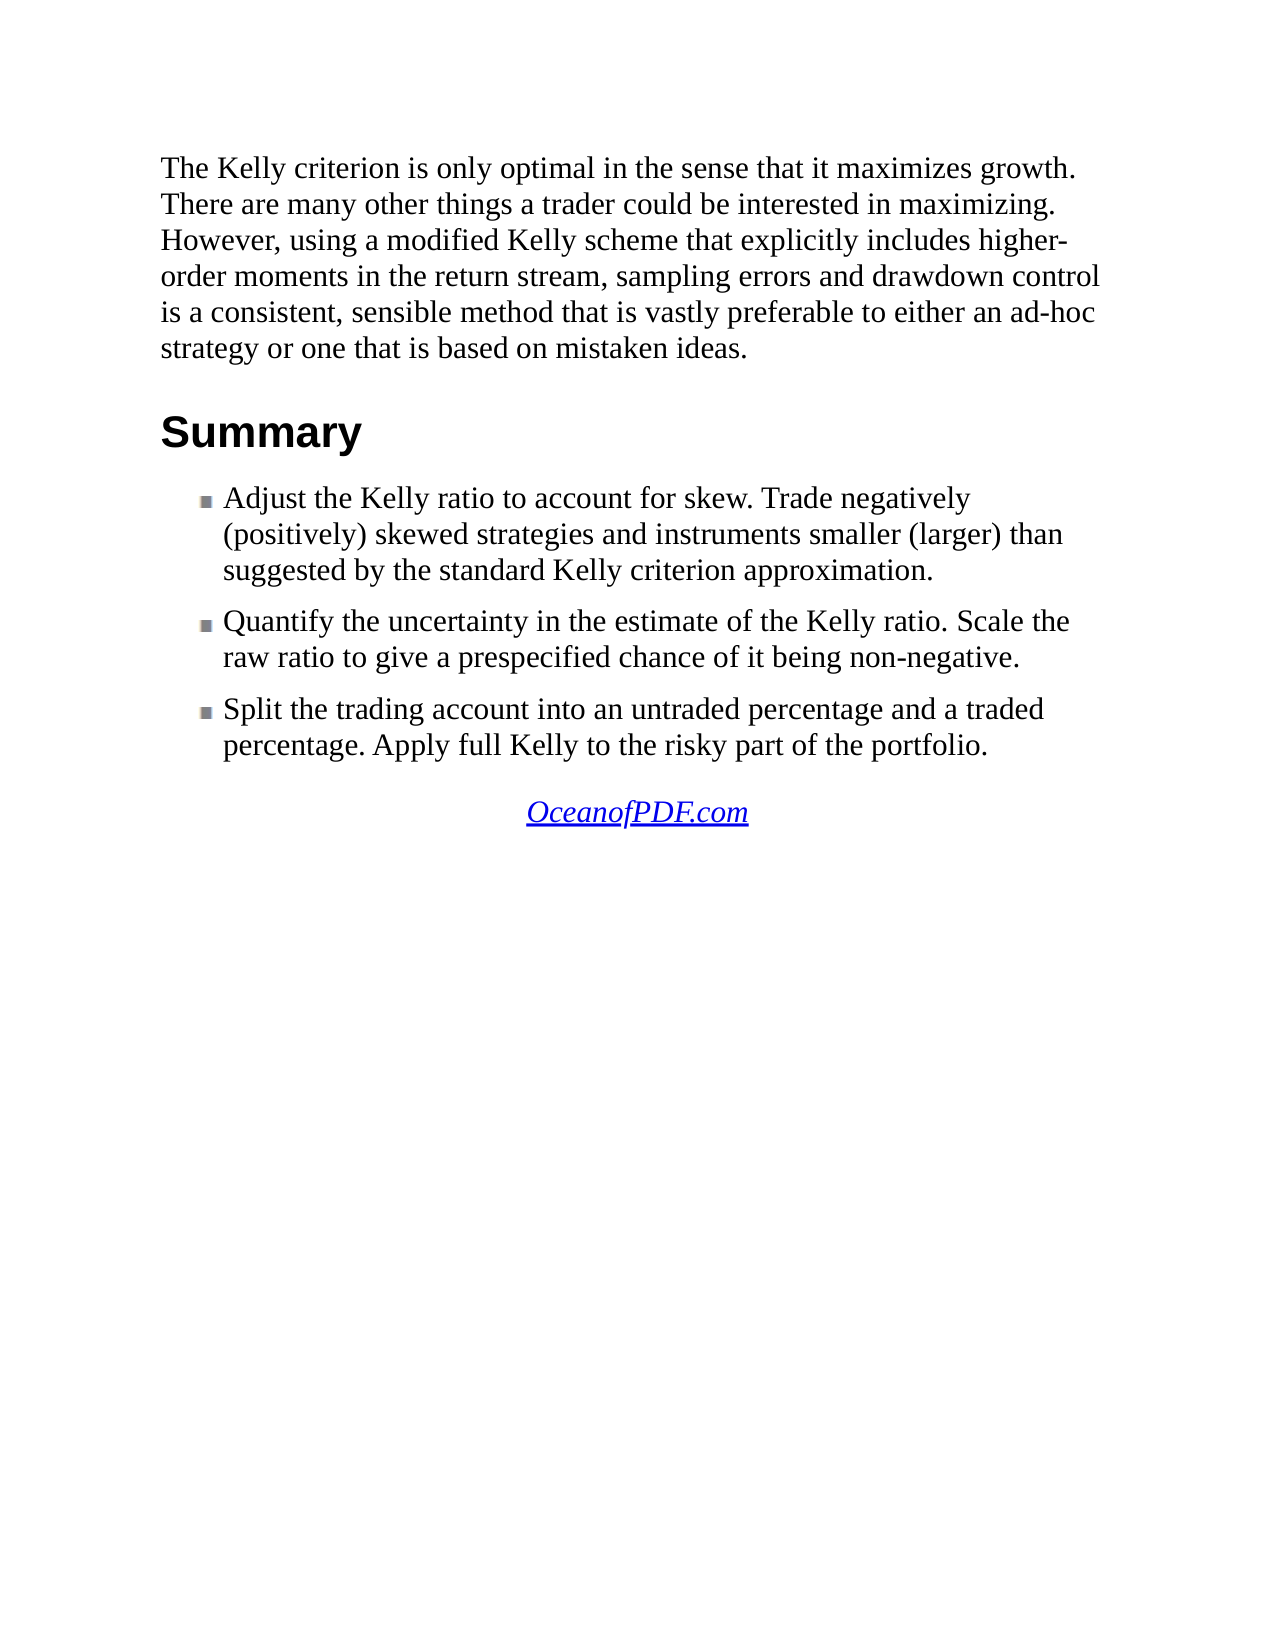 The Kelly criterion is only optimal in the sense that it maximizes growth.
There are many other things a trader could be interested in maximizing.
However, using a modified Kelly scheme that explicitly includes higher-
order moments in the return stream, sampling errors and drawdown control
is a consistent, sensible method that is vastly preferable to either an ad-hoc
strategy or one that is based on mistaken ideas.
Summary
Adjust the Kelly ratio to account for skew. Trade negatively
(positively) skewed strategies and instruments smaller (larger) than
suggested by the standard Kelly criterion approximation.
Quantify the uncertainty in the estimate of the Kelly ratio. Scale the
raw ratio to give a prespecified chance of it being non-negative.
Split the trading account into an untraded percentage and a traded
percentage. Apply full Kelly to the risky part of the portfolio.
OceanofPDF.com